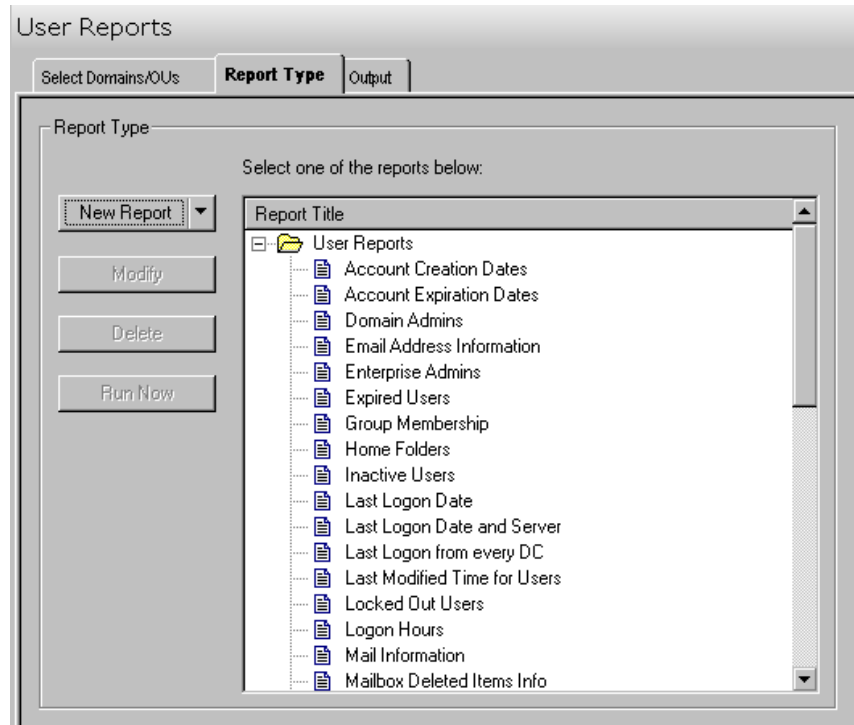 User Reports
Select Domains/OUs
Report Type
Output
Report Type
Select one of the reports below:
New Report
Modify
Delete
Run Now
Report Title
User Reports
Account Creation Dates
Account Expiration Dates
Domain Admins
Email Address Information
Enterprise Admins
Expired Users
Group Membership
Home Folders
Inactive Users
Last Logon Date
Last Logon Date and Server
Last Logon from every DC
Last Modified Time for Users
Locked Out Users
Logon Hours
Mail Information
Mailbox Deleted Items Info